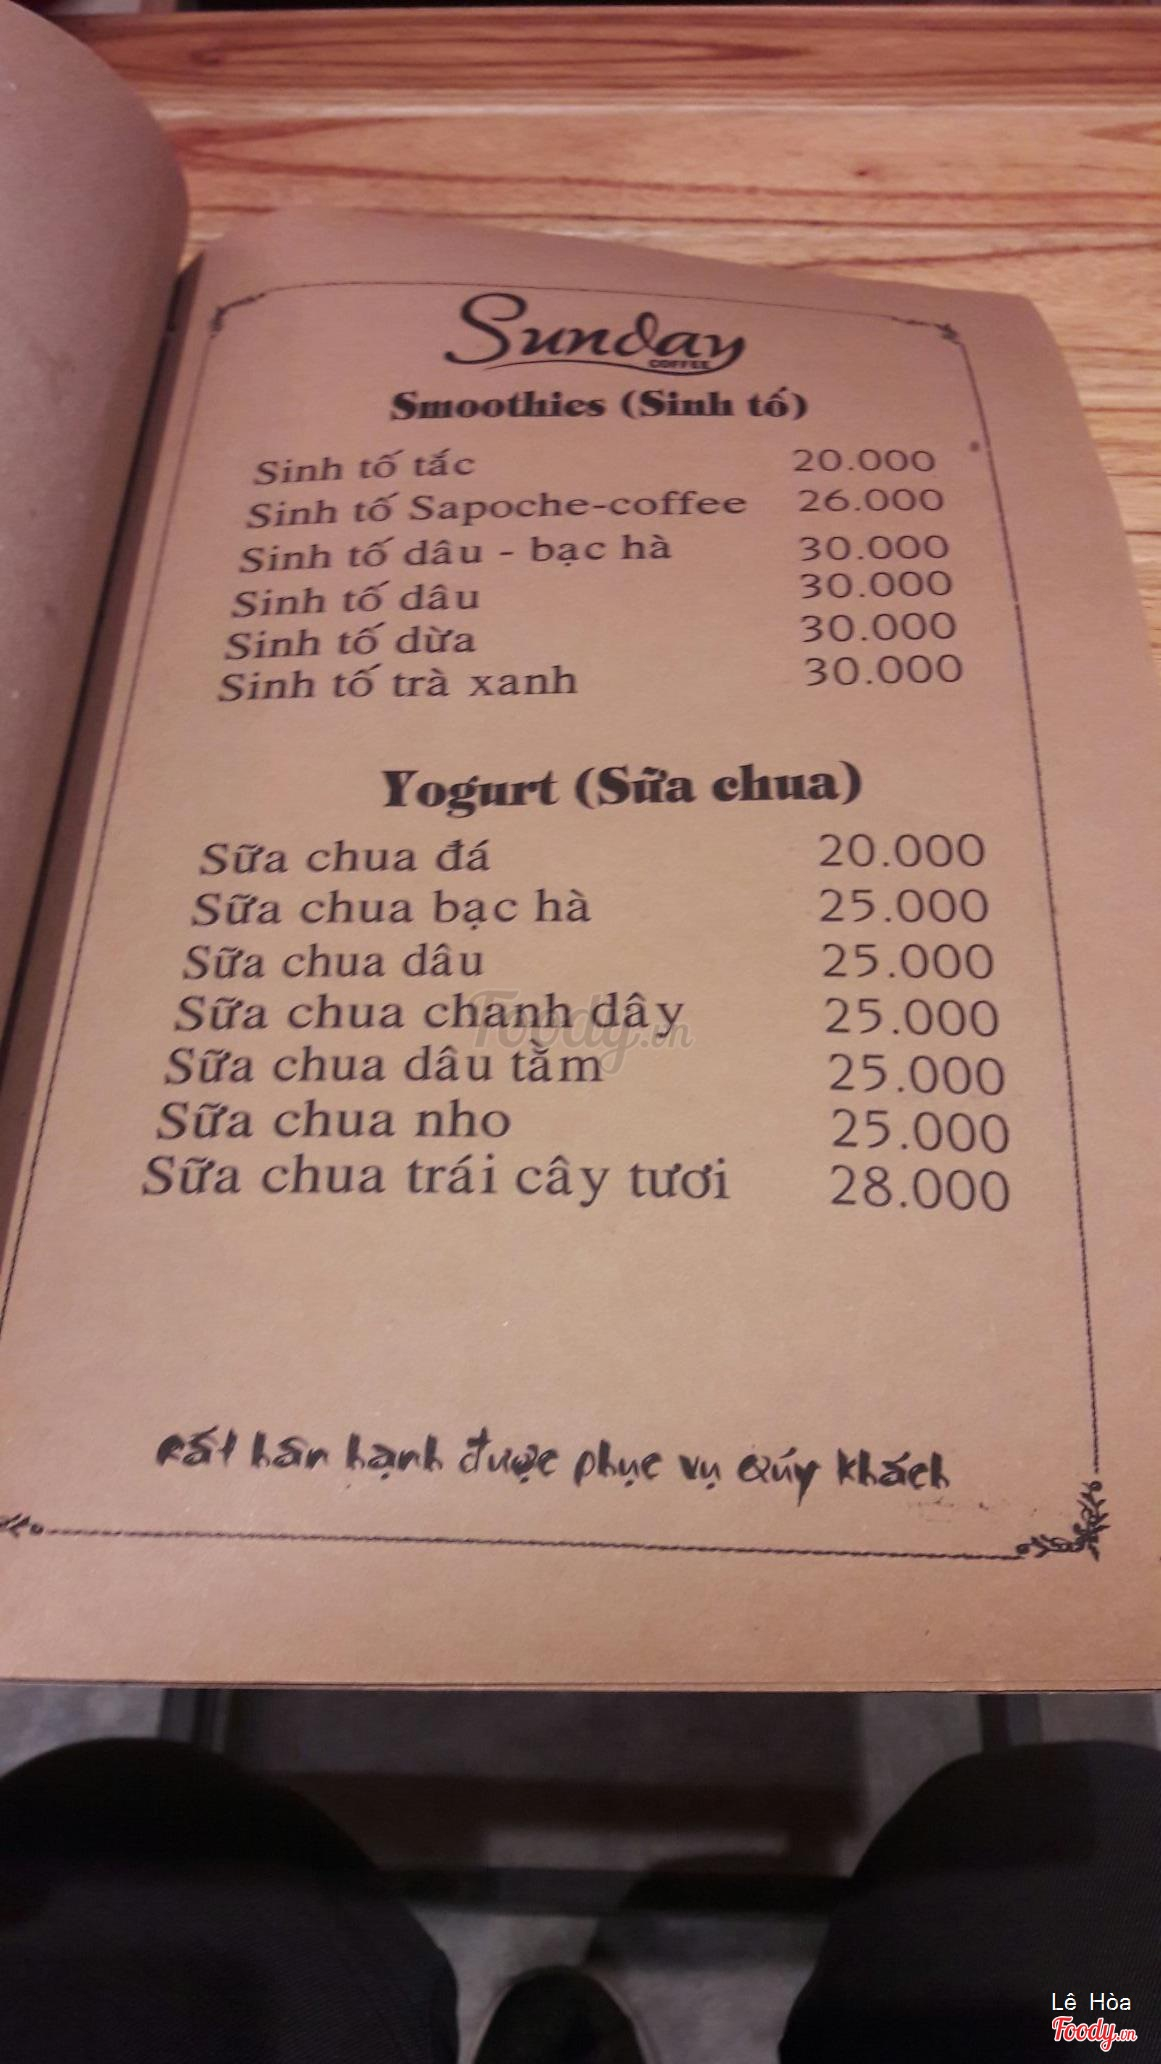 Sunday
COFFEE
Smoothies (Sinh tố)
Sinh tố tắc 20.000
Sinh tố Sapoche-coffee 26.000
Sinh tố dâu - bạc hà 30.000
Sinh tố dâu 30.000
Sinh tố dừa 30.000
Sinh tố trà xanh 30.000
Yogurt (Sữa chua)
Sữa chua đá 20.000
Sữa chua bạc hà 25.000
Sữa chua dâu 25.000
Sữa chua chanh dây 25.000
Foody.vn
Sữa chua dâu tằm 25.000
Sữa chua nho 25.000
Sữa chua trái cây tươi 28.000
Rất hân hạnh được phục vụ Qúy khách
Lê Hòa
Foody.vn